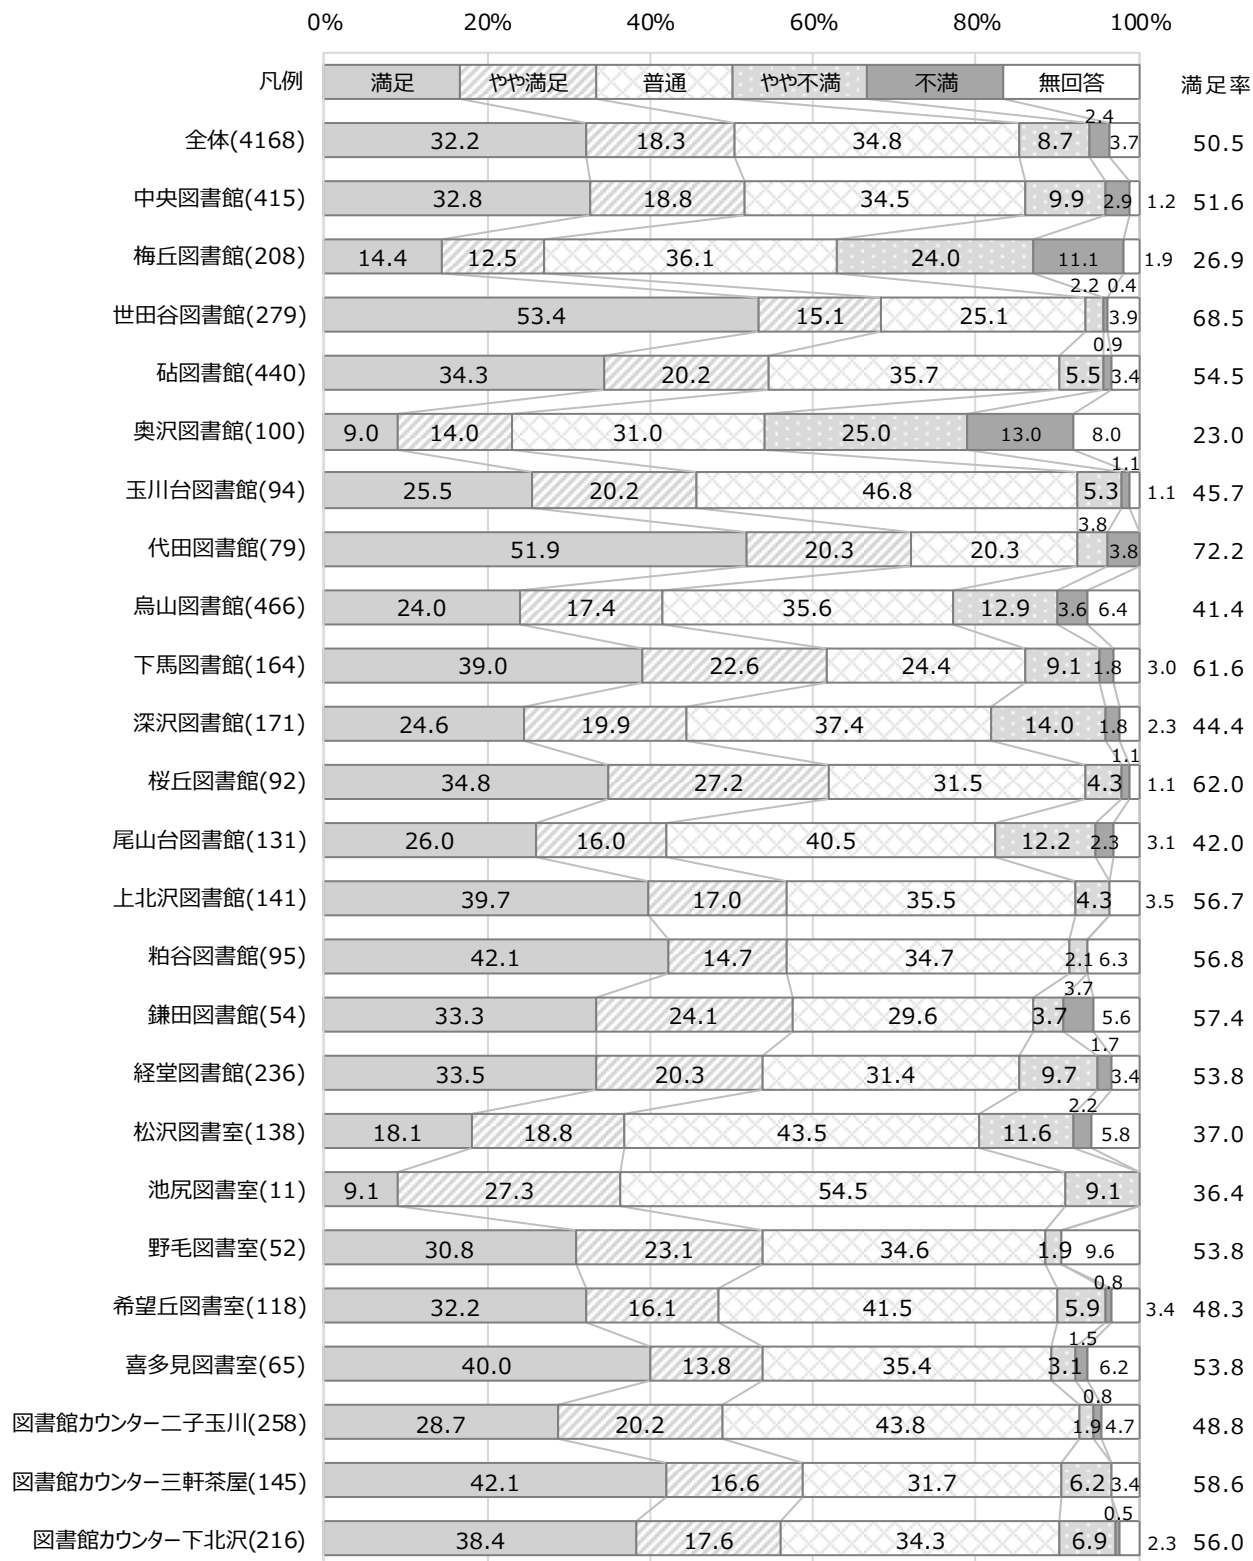 0% 20% 40% 60% 80% 100%
凡例 満足 やや満足 普通 やや不満 不満 無回答 満足率
全体(4168) 32.2 18.3 34.8 8.7 2.4 3.7 50.5
中央図書館(415) 32.8 18.8 34.5 9.9 2.9 1.2 51.6
梅丘図書館(208) 14.4 12.5 36.1 24.0 11.1 1.9 26.9
世田谷図書館(279) 53.4 15.1 25.1 2.2 0.4 3.9 68.5
砧図書館(440) 34.3 20.2 35.7 5.5 0.9 3.4 54.5
奥沢図書館(100) 9.0 14.0 31.0 25.0 13.0 8.0 23.0
玉川台図書館(94) 25.5 20.2 46.8 5.3 1.1 1.1 45.7
代田図書館(79) 51.9 20.3 20.3 3.8 3.8 72.2
烏山図書館(466) 24.0 17.4 35.6 12.9 3.6 6.4 41.4
下馬図書館(164) 39.0 22.6 24.4 9.1 1.8 3.0 61.6
深沢図書館(171) 24.6 19.9 37.4 14.0 1.8 2.3 44.4
桜丘図書館(92) 34.8 27.2 31.5 4.3 1.1 1.1 62.0
尾山台図書館(131) 26.0 16.0 40.5 12.2 2.3 3.1 42.0
上北沢図書館(141) 39.7 17.0 35.5 4.3 3.5 56.7
粕谷図書館(95) 42.1 14.7 34.7 2.1 6.3 56.8
鎌田図書館(54) 33.3 24.1 29.6 3.7 3.7 5.6 57.4
経堂図書館(236) 33.5 20.3 31.4 9.7 1.7 3.4 53.8
松沢図書室(138) 18.1 18.8 43.5 11.6 2.2 5.8 37.0
池尻図書室(11) 9.1 27.3 54.5 9.1 36.4
野毛図書室(52) 30.8 23.1 34.6 1.9 9.6 53.8
希望丘図書室(118) 32.2 16.1 41.5 5.9 0.8 3.4 48.3
喜多見図書室(65) 40.0 13.8 35.4 3.1 1.5 6.2 53.8
図書館カウンター二子玉川(258) 28.7 20.2 43.8 1.9 0.8 4.7 48.8
図書館カウンター三軒茶屋(145) 42.1 16.6 31.7 6.2 3.4 58.6
図書館カウンター下北沢(216) 38.4 17.6 34.3 6.9 0.5 2.3 56.0